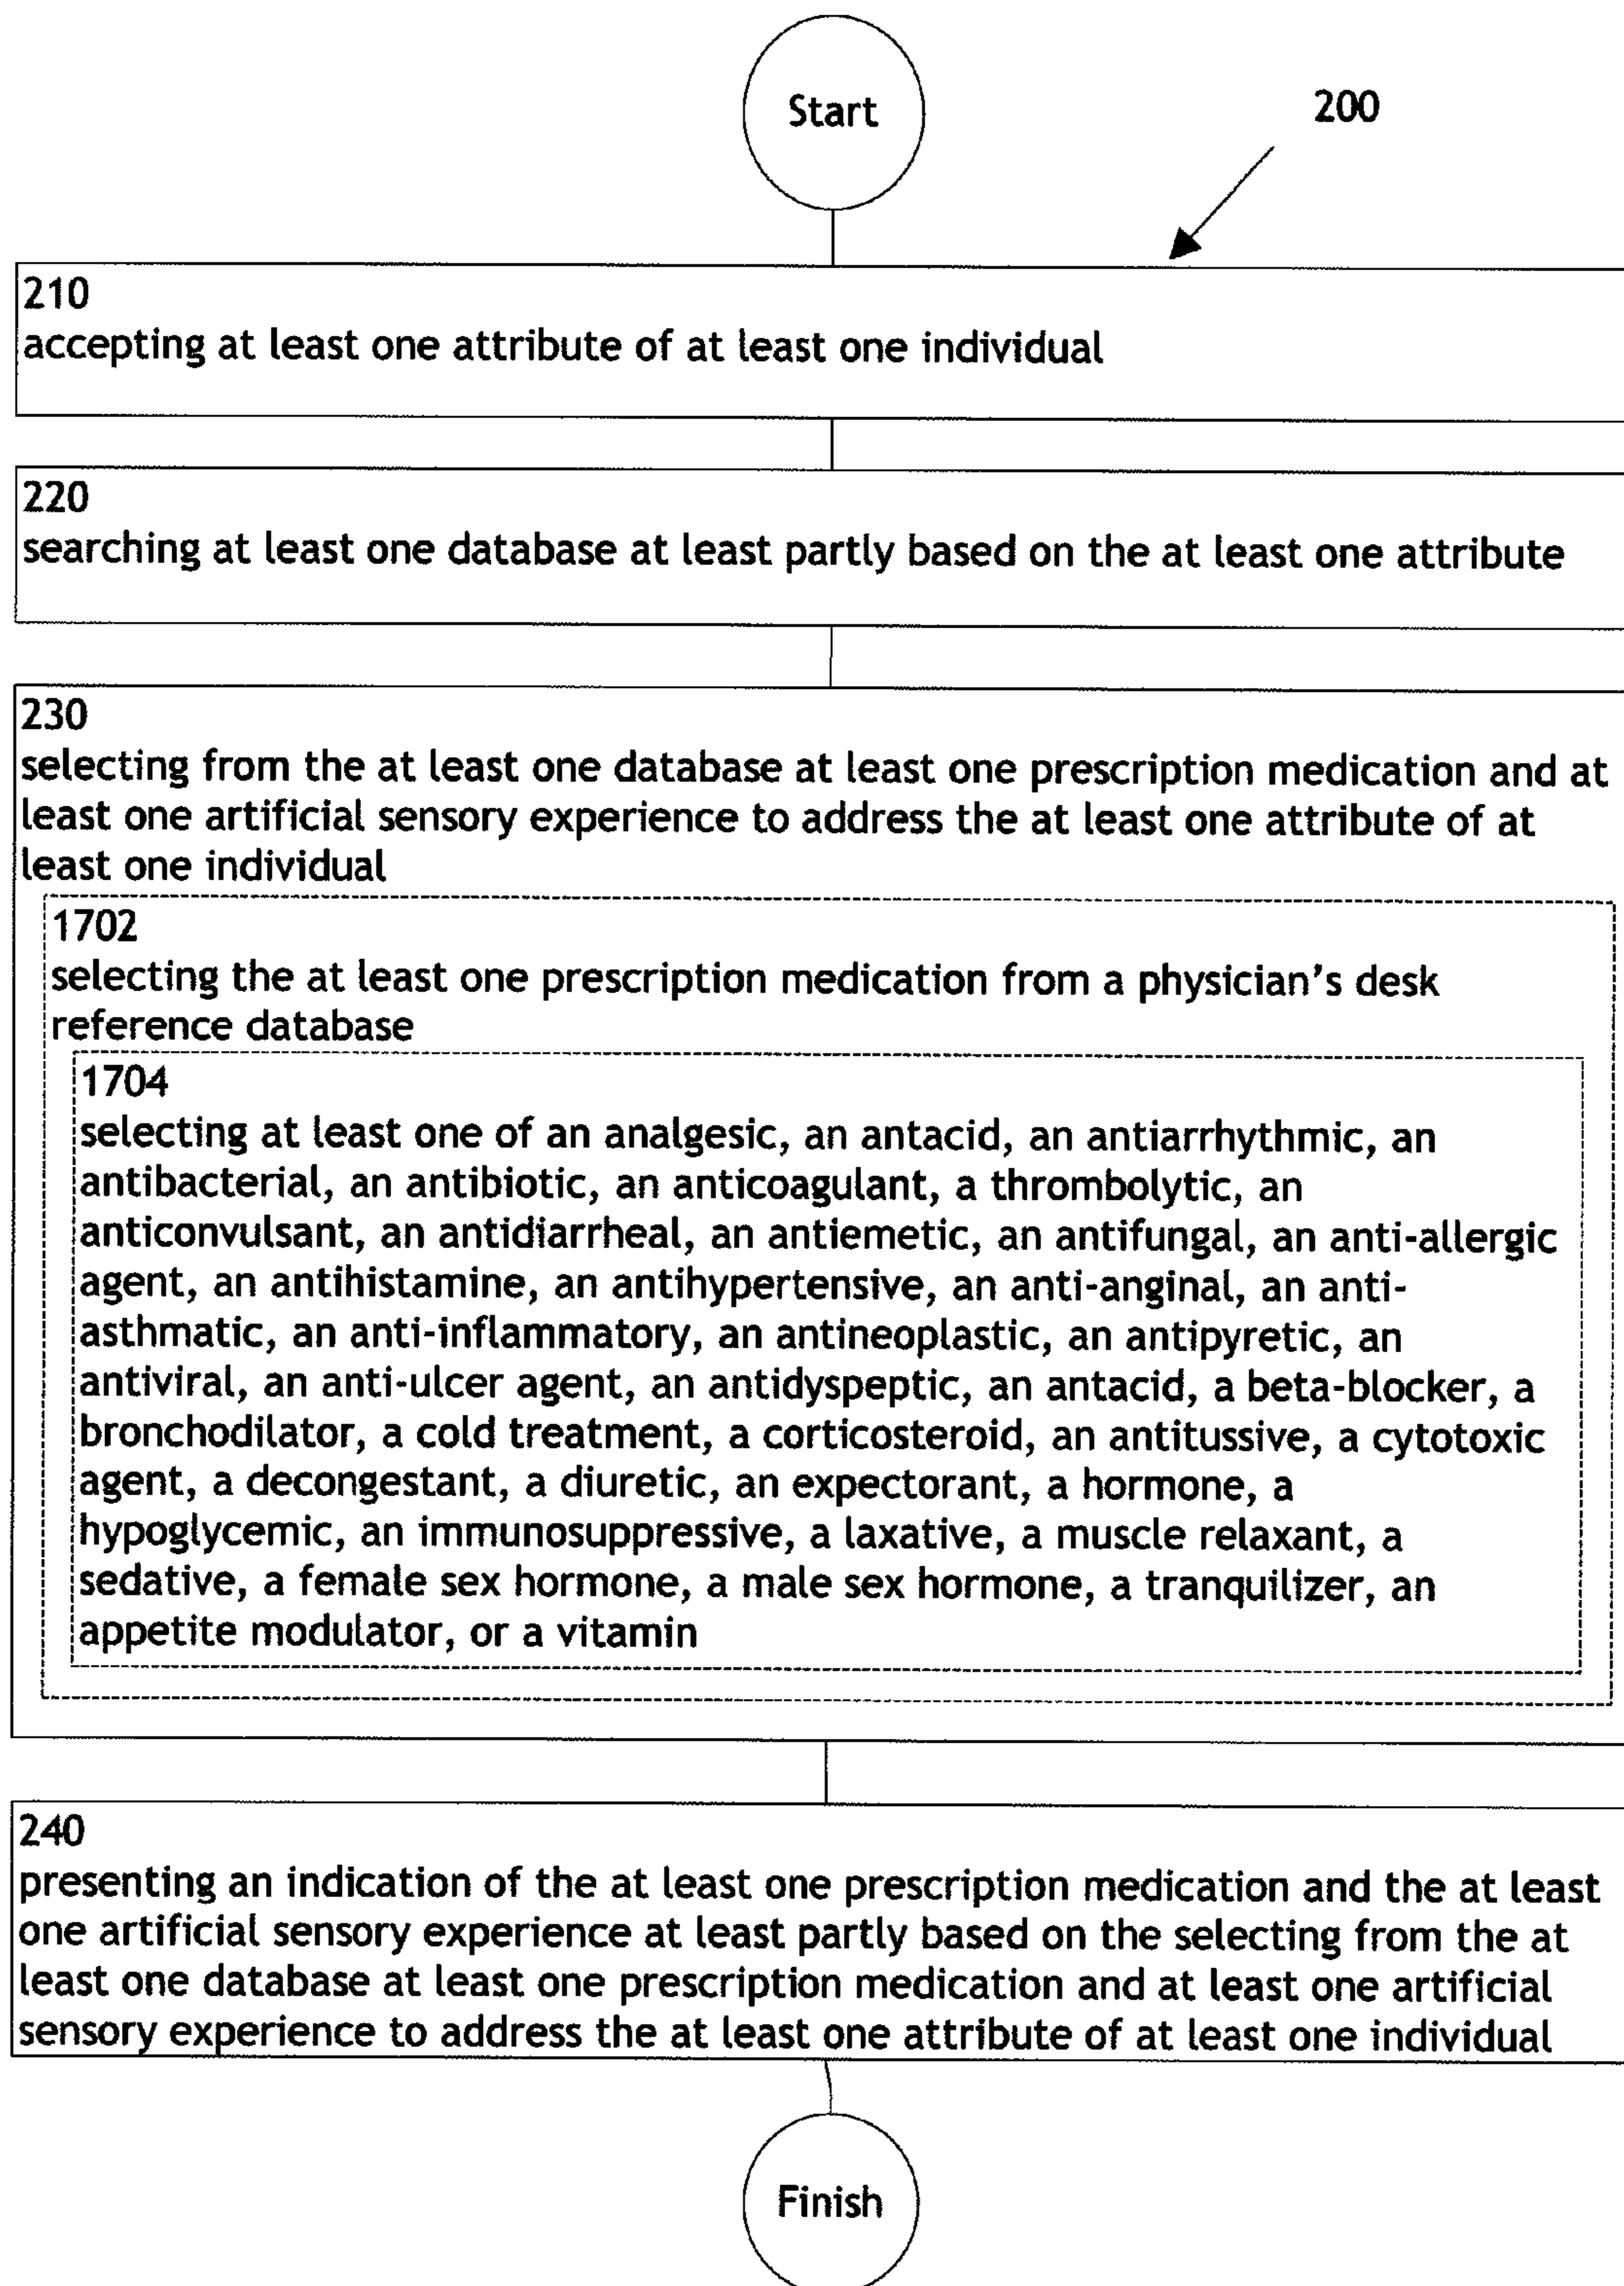 Start
200
210
accepting at least one attribute of at least one individual
220
searching at least one database at least partly based on the at least one attribute
230
selecting from the at least one database at least one prescription medication and at
least one artificial sensory experience to address the at least one attribute of at
least one individual
1702
selecting the at least one prescription medication from a physician's desk
reference database
1704
selecting at least one of an analgesic, an antacid, an antiarrhythmic, an
antibacterial, an antibiotic, an anticoagulant, a thrombolytic, an
anticonvulsant, an antidiarrheal, an antiemetic, an antifungal, an anti-allergic
agent, an antihistamine, an antihypertensive, an anti-anginal, an anti-
asthmatic, an anti-inflammatory, an antineoplastic, an antipyretic, an
antiviral, an anti-ulcer agent, an antidyspeptic, an antacid, a beta-blocker, a
bronchodilator, a cold treatment, a corticosteroid, an antitussive, a cytotoxic
agent, a decongestant, a diuretic, an expectorant, a hormone, a
hypoglycemic, an immunosuppressive, a laxative, a muscle relaxant, a
sedative, a female sex hormone, a male sex hormone, a tranquilizer, an
appetite modulator, or a vitamin
240
presenting an indication of the at least one prescription medication and the at least
one artificial sensory experience at least partly based on the selecting from the at
least one database at least one prescription medication and at least one artificial
sensory experience to address the at least one attribute of at least one individual
Finish